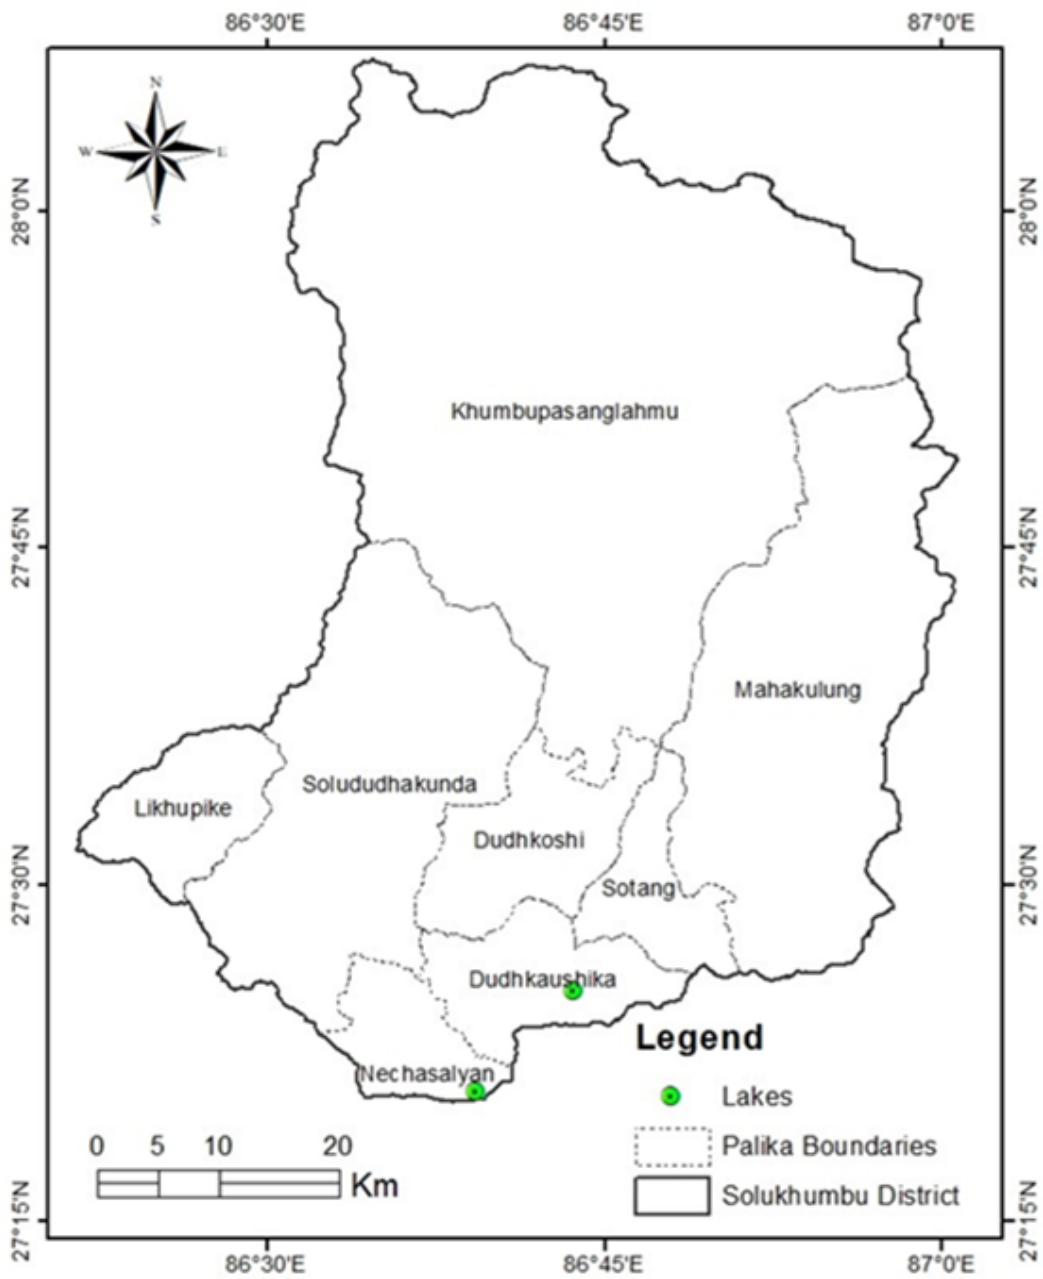 86°30'E 86°45'E 87°0'E
N
W E
S
28°0'N 28°0'N
Khumbupasanglahmu
27°45'N 27°45'N
Mahakulung
Solududhakunda
Likhupike
Dudhkoshi
27°30'N 27°30'N
Sotang
Dudhkaushika
Legend
Nechasalyan
Lakes
0 5 10 20
Km
Palika Boundaries
Solukhumbu District
27°15'N 27°15'N
86°30'E 86°45'E 87°0'E